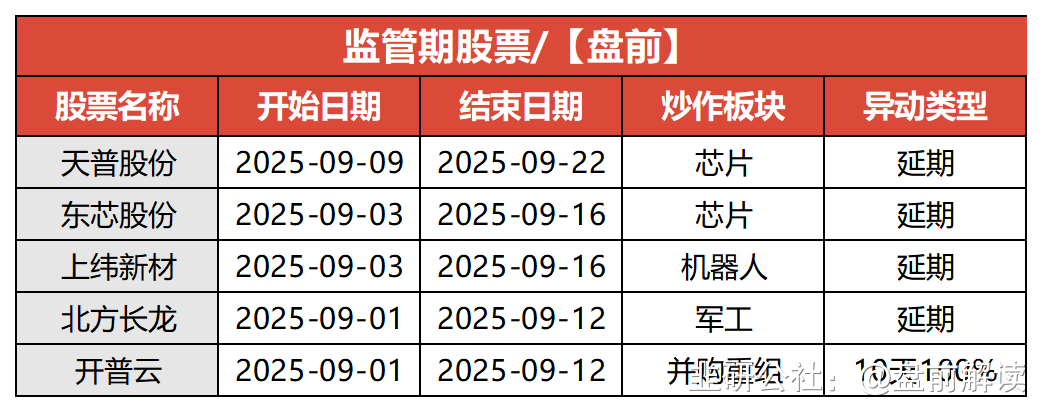 监管期股票/【盘前】
股票名称 开始日期 结束日期 炒作板块 异动类型
天普股份 2025-09-09 2025-09-22 芯片 延期
东芯股份 2025-09-03 2025-09-16 芯片 延期
上纬新材 2025-09-03 2025-09-16 机器人 延期
北方长龙 2025-09-01 2025-09-12 军工 延期
开普云 2025-09-01 2025-09-12 并购重组 10天100%
韭研公社：@盘前解读